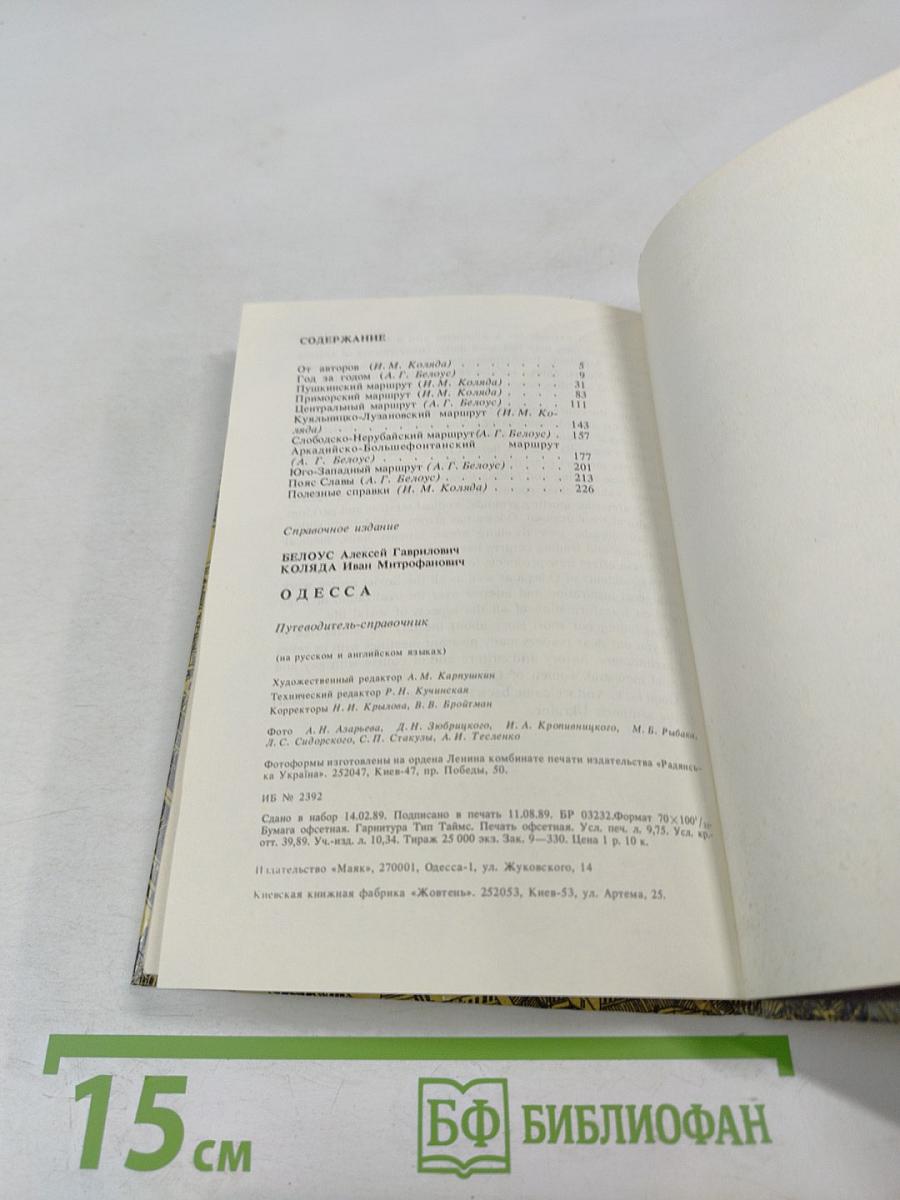 СОДЕРЖАНИЕ
От авторов (И. М. Коляда) . . . . . . . 5
Год за годом (А. Г. Белоус) . . . . . . 9
Пушкинский маршрут (И. М. Коляда) . . . . 31
Приморский маршрут (И. М. Коляда) . . . . 83
Центральный маршрут (А. Г. Белоус) . . . . 111
Куяльницко-Лузановский маршрут (И. М. Ко-
ляда) . . . . . . . . . . . . . . . 143
Слободско-Нерубайский маршрут(А. Г. Белоус) . 157
Аркадийско-Большефонтанский маршрут
(А. Г. Белоус) . . . . . . . . . . . . 177
Юго-Западный маршрут (А. Г. Белоус) . . . . 201
Пояс Славы (А. Г. Белоус) . . . . . . . . 213
Полезные справки (И. М. Коляда) . . . . . 226
Справочное издание
БЕЛОУС Алексей Гаврилович
КОЛЯДА Иван Митрофанович
ОДЕССА
Путеводитель-справочник
(на русском и английском языках)
Художественный редактор А. М. Карпушкин
Технический редактор Р. Н. Кучинская
Корректоры Н. И. Крылова, В. В. Бройтман
Фото А. Н. Азарьева, Д. Н. Зюбрицкого, И. А. Кропивницкого, М. Б. Рыбака,
Л. С. Сидорского, С. П. Стакузы, А. И. Тесленко
Фотоформы изготовлены на ордена Ленина комбинате печати издательства «Радянсь-
ка Україна». 252047, Киев-47, пр. Победы, 50.
ИБ № 2392
Сдано в набор 14.02.89. Подписано в печать 11.08.89. БР 03232.Формат 70×100
Бумага офсетная. Гарнитура Тип Таймс. Печать офсетная. Усл. печ. л. 9,75. Усл. кр.-
отт. 39,89. Уч.-изд. л. 10,34. Тираж 25 000 экз. Зак. 9—330. Цена 1 р. 10 к.
Издательство «Маяк», 270001, Одесса-1, ул. Жуковского, 14
Киевская книжная фабрика «Жовтень». 252053, Киев-53, ул. Артема, 25.
15 см
БФ БИБЛИОФАН